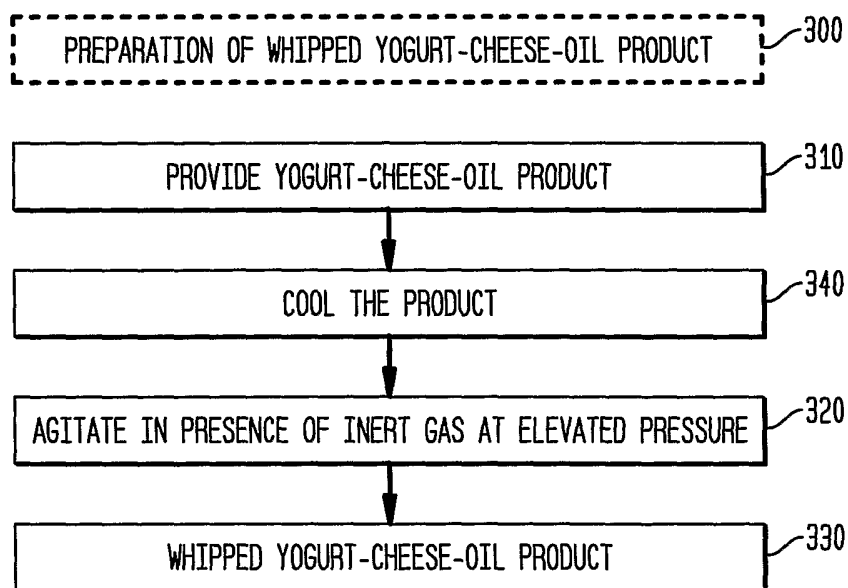 PREPARATION OF WHIPPED YOGURT-CHEESE-OIL PRODUCT 300
PROVIDE YOGURT-CHEESE-OIL PRODUCT 310
COOL THE PRODUCT 340
AGITATE IN PRESENCE OF INERT GAS AT ELEVATED PRESSURE 320
WHIPPED YOGURT-CHEESE-OIL PRODUCT 330